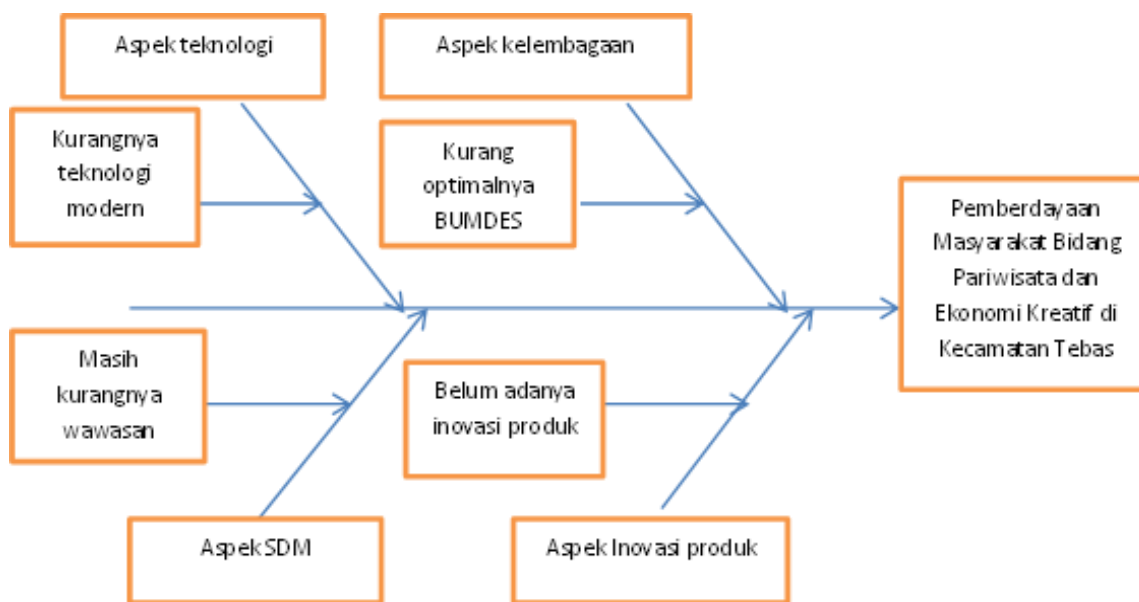 Aspek teknologi
Aspek kelembagaan
Kurangnya
teknologi
modern
Kurang
optimalnya
BUMDES
Pemberdayaan
Masyarakat Bidang
Pariwisata dan
Ekonomi Kreatif di
Kecamatan Tebas
Masih
kurangnya
wawasan
Belum adanya
inovasi produk
Aspek SDM
Aspek Inovasi produk